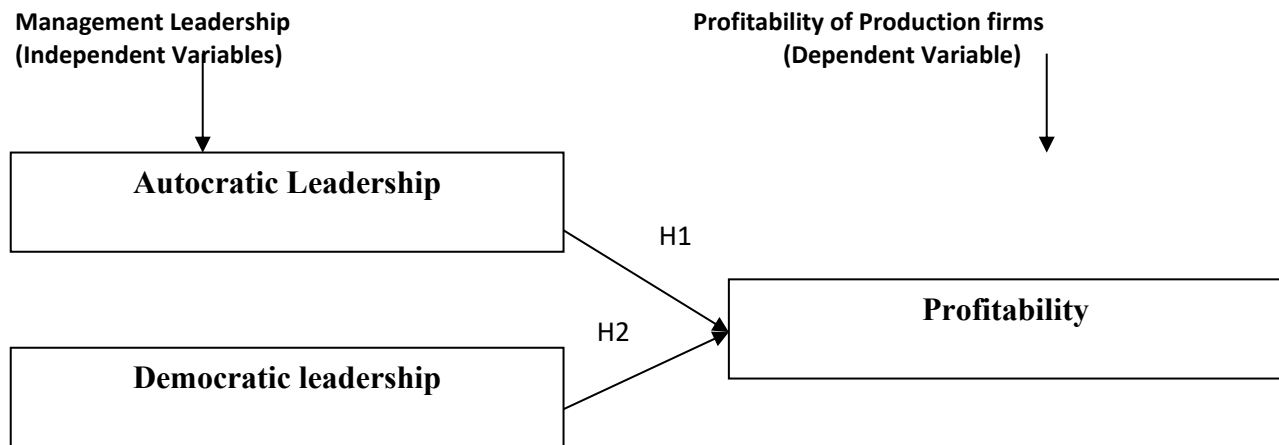 Management Leadership
(Independent Variables)
Profitability of Production firms
(Dependent Variable)
Autocratic Leadership
H1
Profitability
H2
Democratic leadership